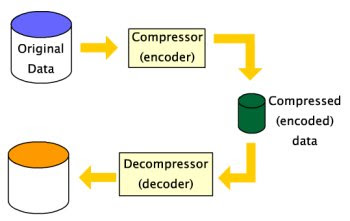 Original
Data
Compressor
(encoder)
Compressed
(encoded)
data
Decompressor
(decoder)